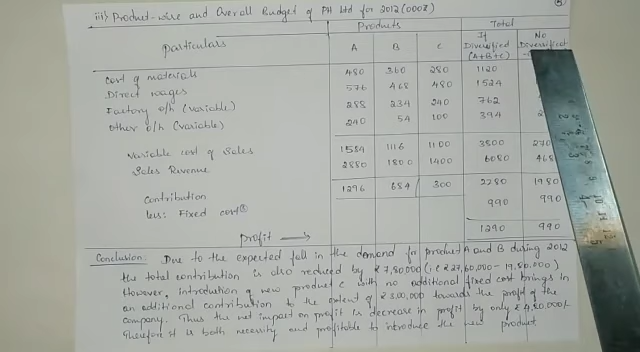 iii) Product-wise and Overall Budget of PH Ltd for 2012 (000₹)
Products Total
Particulars A B C If Diversified (A+B+C) No Diversified
Cost of materials 480 360 280 1120
Direct wages 576 468 480 1524
Factory o/h (variable) 288 234 240 762
Other o/h (variable) 240 54 100 394
Variable cost of Sales 1584 1116 1100 3800 270
Sales Revenue 2880 1800 1400 6080 468
Contribution 1296 684 300 2280 1980
less: Fixed cost 990 990
Profit → 1290 990
Conclusion: Due to the expected fall in the demand for product A and B during 2012
the total contribution is also reduced by ₹ 7,80,000 (i.e ₹ 27,60,000 - 19,80,000)
However, introduction of new product C with no additional fixed cost brings in
an additional contribution to the extent of ₹ 3,00,000 towards the profit of the
company. Thus the net impact on profit is decrease in profit by only ₹ 4,80,000/-
Therefore it is both necessity and profitable to introduce the new product